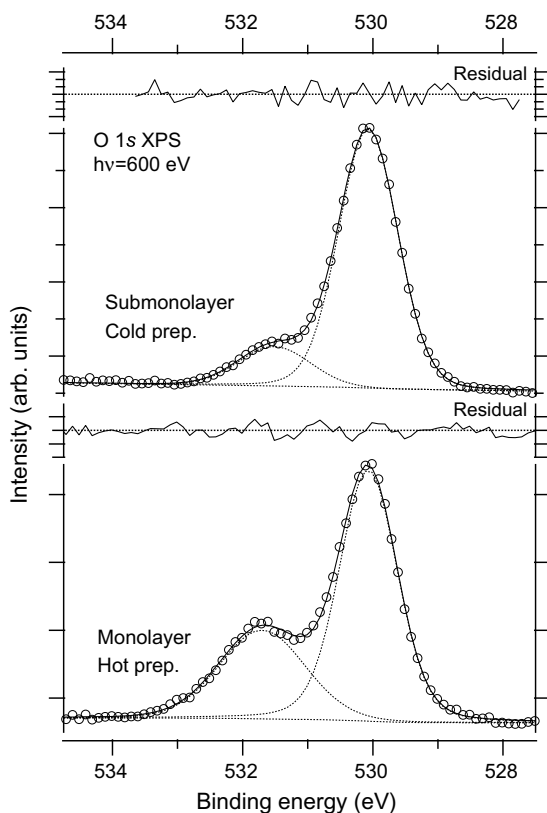 534 532 530 528
Residual
O 1s XPS
hν=600 eV
Submonolayer
Cold prep.
Residual
Monolayer
Hot prep.
Intensity (arb. units)
534 532 530 528
Binding energy (eV)